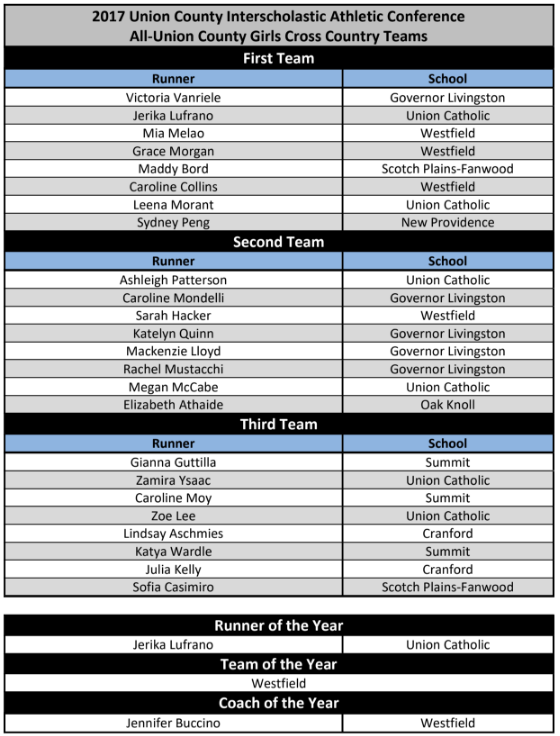 2017 Union County Interscholastic Athletic Conference
All-Union County Girls Cross Country Teams
First Team
Runner School
Victoria Vanriele Governor Livingston
Jerika Lufrano Union Catholic
Mia Melao Westfield
Grace Morgan Westfield
Maddy Bord Scotch Plains-Fanwood
Caroline Collins Westfield
Leena Morant Union Catholic
Sydney Peng New Providence
Second Team
Runner School
Ashleigh Patterson Union Catholic
Caroline Mondelli Governor Livingston
Sarah Hacker Westfield
Katelyn Quinn Governor Livingston
Mackenzie Lloyd Governor Livingston
Rachel Mustacchi Governor Livingston
Megan McCabe Union Catholic
Elizabeth Athaide Oak Knoll
Third Team
Runner School
Gianna Guttilla Summit
Zamira Ysaac Union Catholic
Caroline Moy Summit
Zoe Lee Union Catholic
Lindsay Aschmies Cranford
Katya Wardle Summit
Julia Kelly Cranford
Sofia Casimiro Scotch Plains-Fanwood
Runner of the Year
Jerika Lufrano Union Catholic
Team of the Year
Westfield
Coach of the Year
Jennifer Buccino Westfield